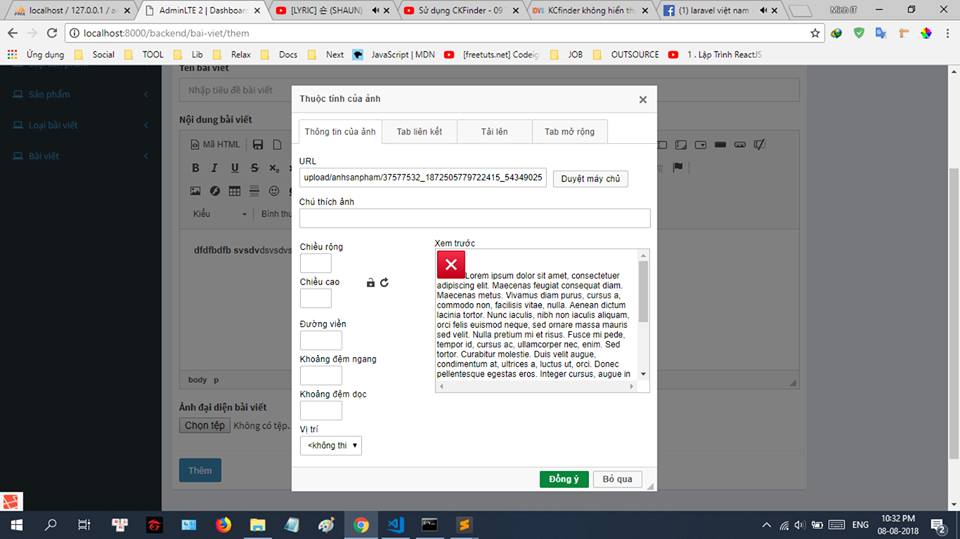 localhost / 127.0.0.1 / a
AdminLTE 2 | Dashboar
[LYRIC] 숀 (SHAUN)
Sử dụng CKFinder - 09
KCfinder không hiển th
(1) laravel việt nam
Minh IT
localhost:8000/backend/bai-viet/them
Ứng dụng
Social
TOOL
Blog
Docs
to Learn
Next
JavaScript | MDN
[freetuts.net] Codeig
JOB
OUTSOURCE
1 . Lập Trình ReactJS
Sản phẩm
Loại bài viết
Bài viết
Tên bài viết
Nhập tiêu đề bài viết
Nội dung bài viết
Mã HTML
B I U S
Kiểu
Bình thư
dfdfbdfb svsdvdsvsdvs
body p
Ảnh đại diện bài viết
Chọn tệp Không có tệp.
Thêm
Thuộc tính của ảnh
Thông tin của ảnh
Tab liên kết
Tải lên
Tab mở rộng
URL
upload/anhsanpham/37577532_1872505779722415_54349025
Duyệt máy chủ
Chú thích ảnh
Chiều rộng
Chiều cao
Đường viền
Khoảng đệm ngang
Khoảng đệm dọc
Vị trí
<không thi
Xem trước
Lorem ipsum dolor sit amet, consectetuer
adipiscing elit. Maecenas feugiat consequat diam.
Maecenas metus. Vivamus diam purus, cursus a,
commodo non, facilisis vitae, nulla. Aenean dictum
lacinia tortor. Nunc iaculis, nibh non iaculis aliquam,
orci felis euismod neque, sed ornare massa mauris
sed velit. Nulla pretium mi et risus. Fusce mi pede,
tempor id, cursus ac, ullamcorper nec, enim. Sed
tortor. Curabitur molestie. Duis velit augue,
condimentum at, ultrices a, luctus ut, orci. Donec
pellentesque egestas eros. Integer cursus, augue in
Đồng ý
Bỏ qua
ENG
10:32 PM
08-08-2018
2